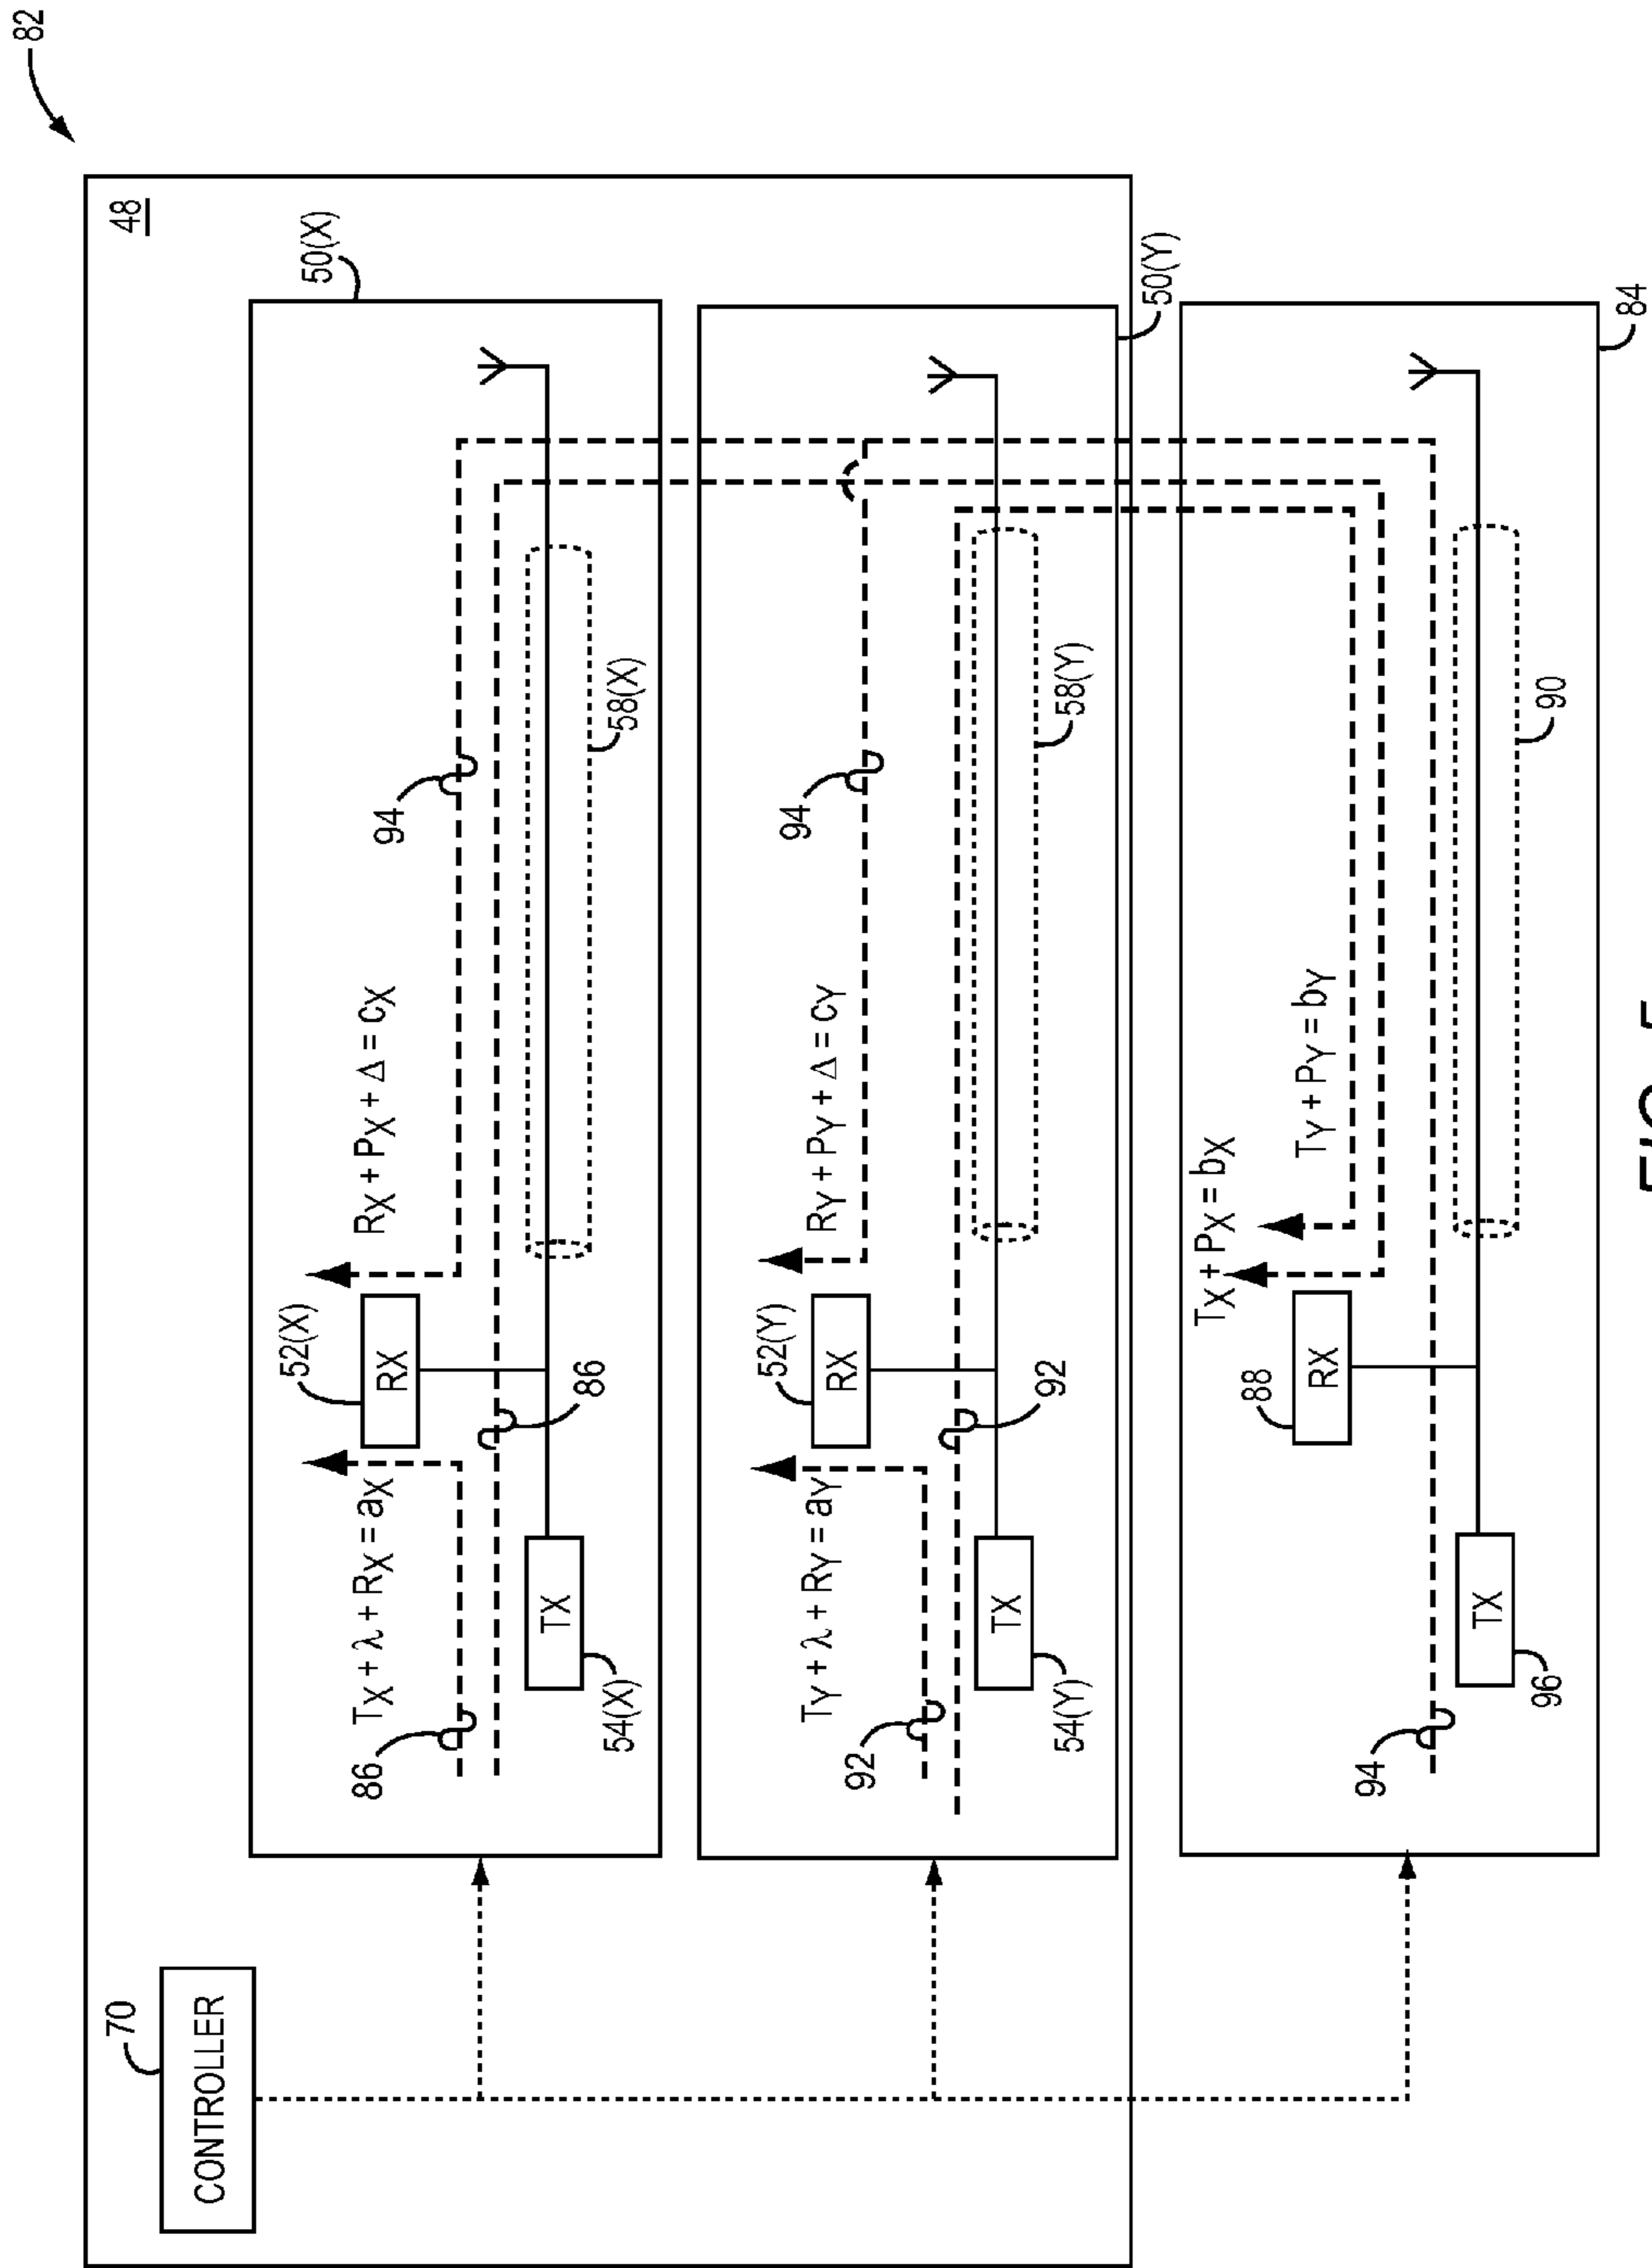 82
48
70
CONTROLLER
50(X)
TX + λ + RX = aX
52(X)
RX + PX + Δ = cX
94
86
RX
86
TX
54(X)
58(X)
TY + λ + RY = aY
52(Y)
RY + PY + Δ = cY
94
92
RX
92
TX
54(Y)
58(Y)
50(Y)
TX + PX = bX
88
TY + PY = bY
RX
94
TX
96
90
84